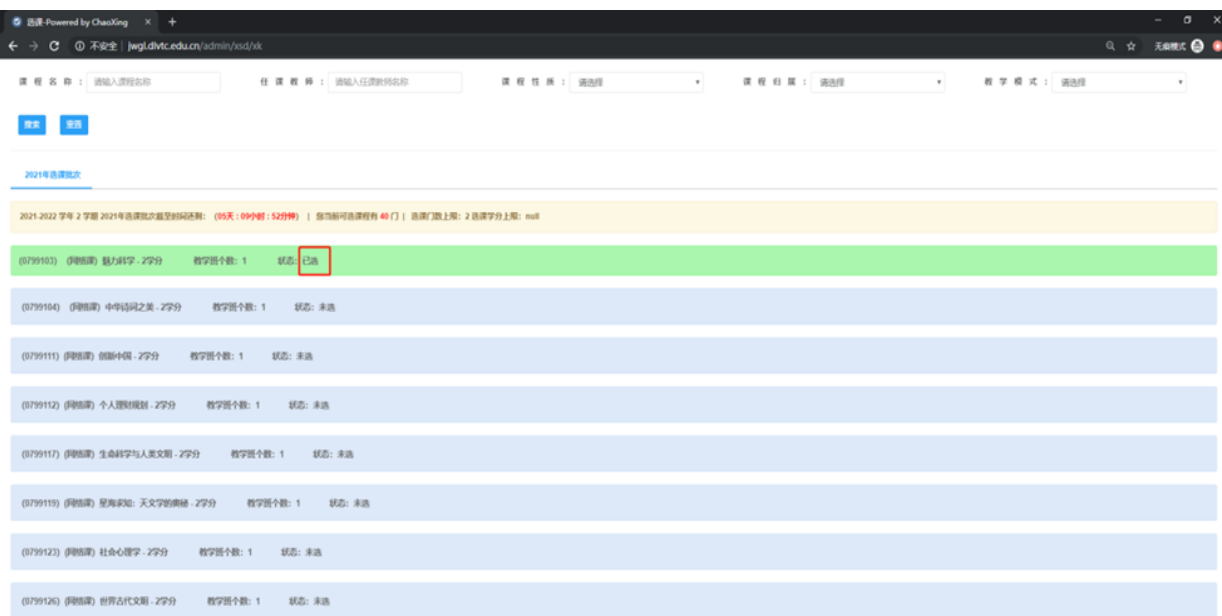 选课-Powered by ChaoXing
不安全 | jwgl.dlvtc.edu.cn/admin/xsd/xk 无痕模式
课程名称: 请输入课程名称 任课教师: 请输入任课教师名称 课程性质: 请选择 课程归属: 请选择 教学模式: 请选择
搜索 重置
2021年选课批次
2021-2022 学年 2 学期 2021年选课批次截至时间还剩: (05天:09小时:52分钟) | 您当前可选课程有 40 门 | 选课门数上限: 2 选课学分上限: null
(0799103) (网络课) 魅力科学 - 2学分 教学班个数: 1 状态: 已选
(0799104) (网络课) 中华诗词之美 - 2学分 教学班个数: 1 状态: 未选
(0799111) (网络课) 创新中国 - 2学分 教学班个数: 1 状态: 未选
(0799112) (网络课) 个人理财规划 - 2学分 教学班个数: 1 状态: 未选
(0799117) (网络课) 生命科学与人类文明 - 2学分 教学班个数: 1 状态: 未选
(0799119) (网络课) 星海求知: 天文学的奥秘 - 2学分 教学班个数: 1 状态: 未选
(0799123) (网络课) 社会心理学 - 2学分 教学班个数: 1 状态: 未选
(0799126) (网络课) 世界古代文明 - 2学分 教学班个数: 1 状态: 未选